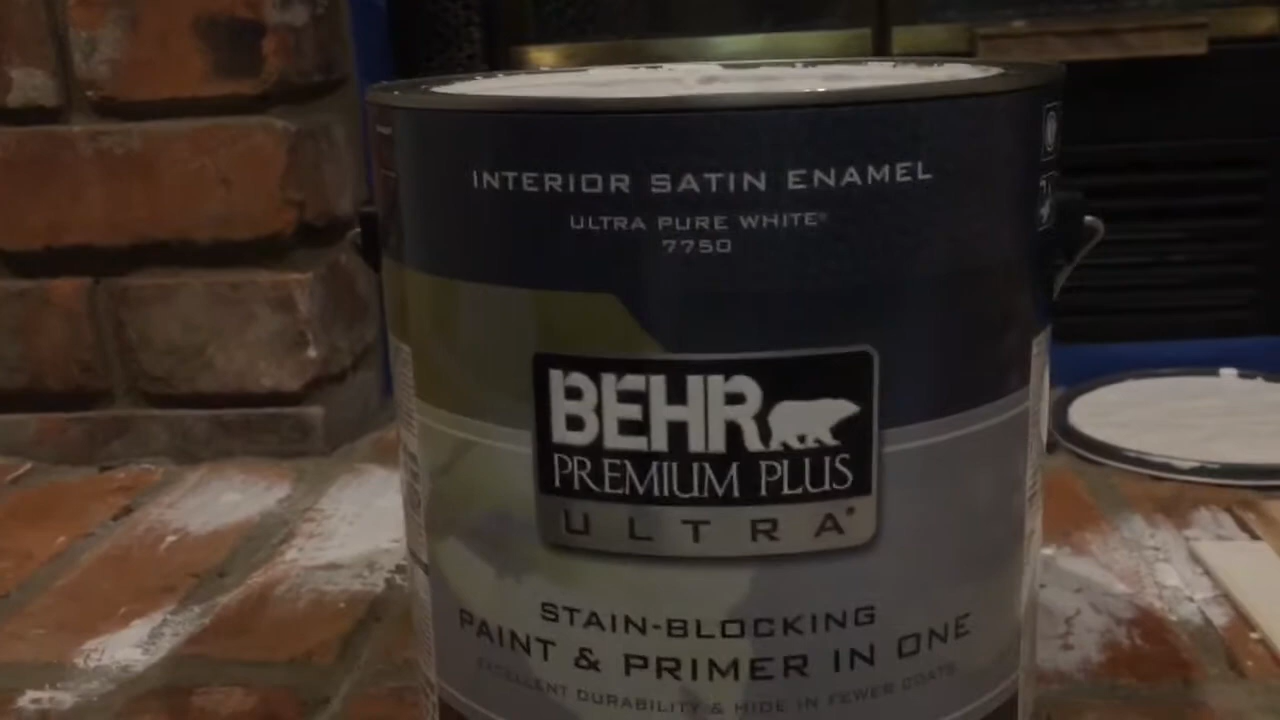 INTERIOR SATIN ENAMEL
ULTRA PURE WHITE®
7750
BEHR
PREMIUM PLUS
ULTRA®
STAIN-BLOCKING
PAINT & PRIMER IN ONE
EXCELLENT DURABILITY & HIDE IN FEWER COATS